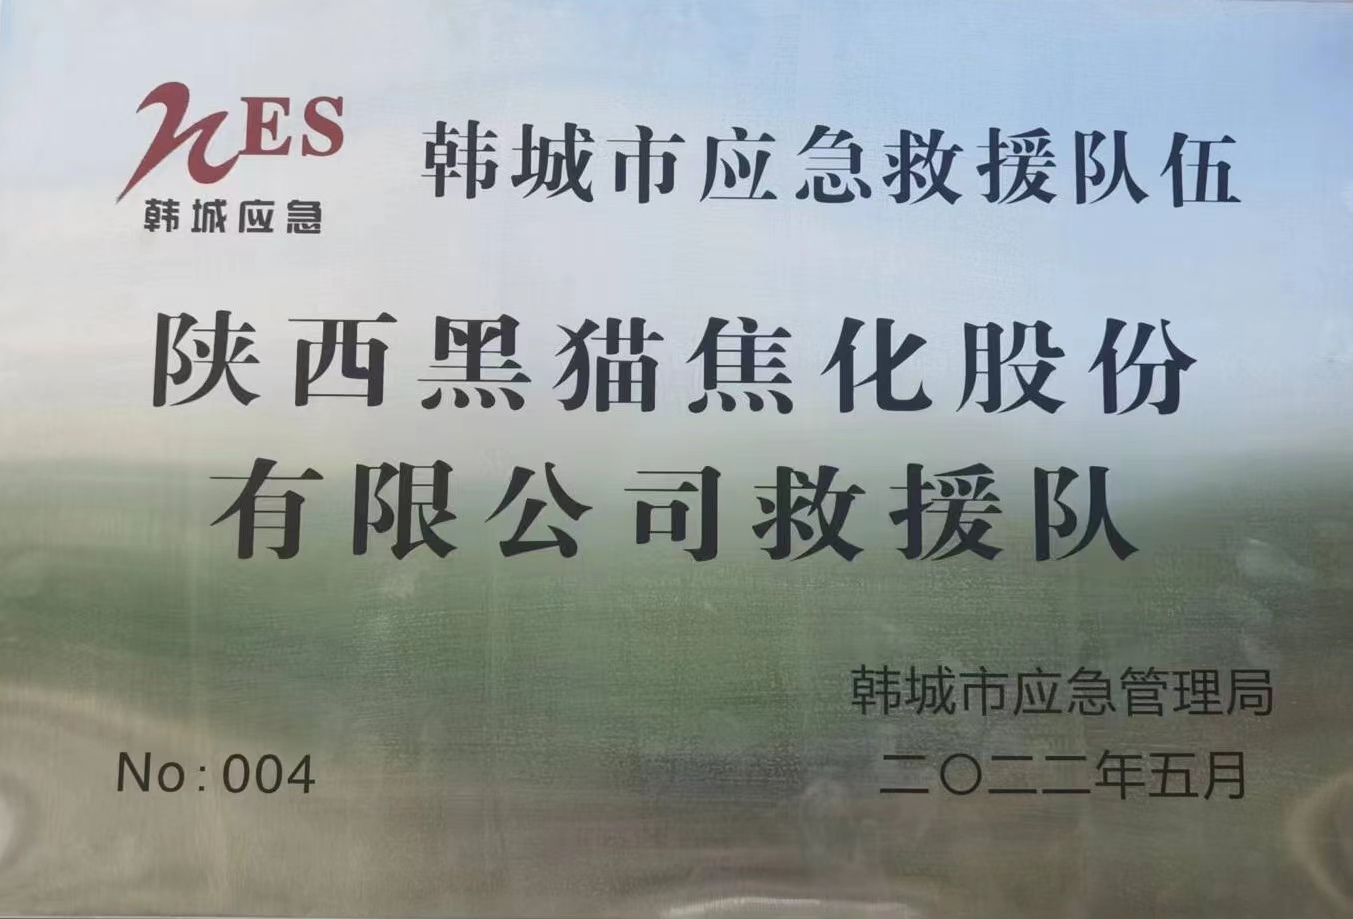 hES
韩城应急
韩城市应急救援队伍
陕西黑猫焦化股份
有限公司救援队
韩城市应急管理局
No:004
二〇二二年五月